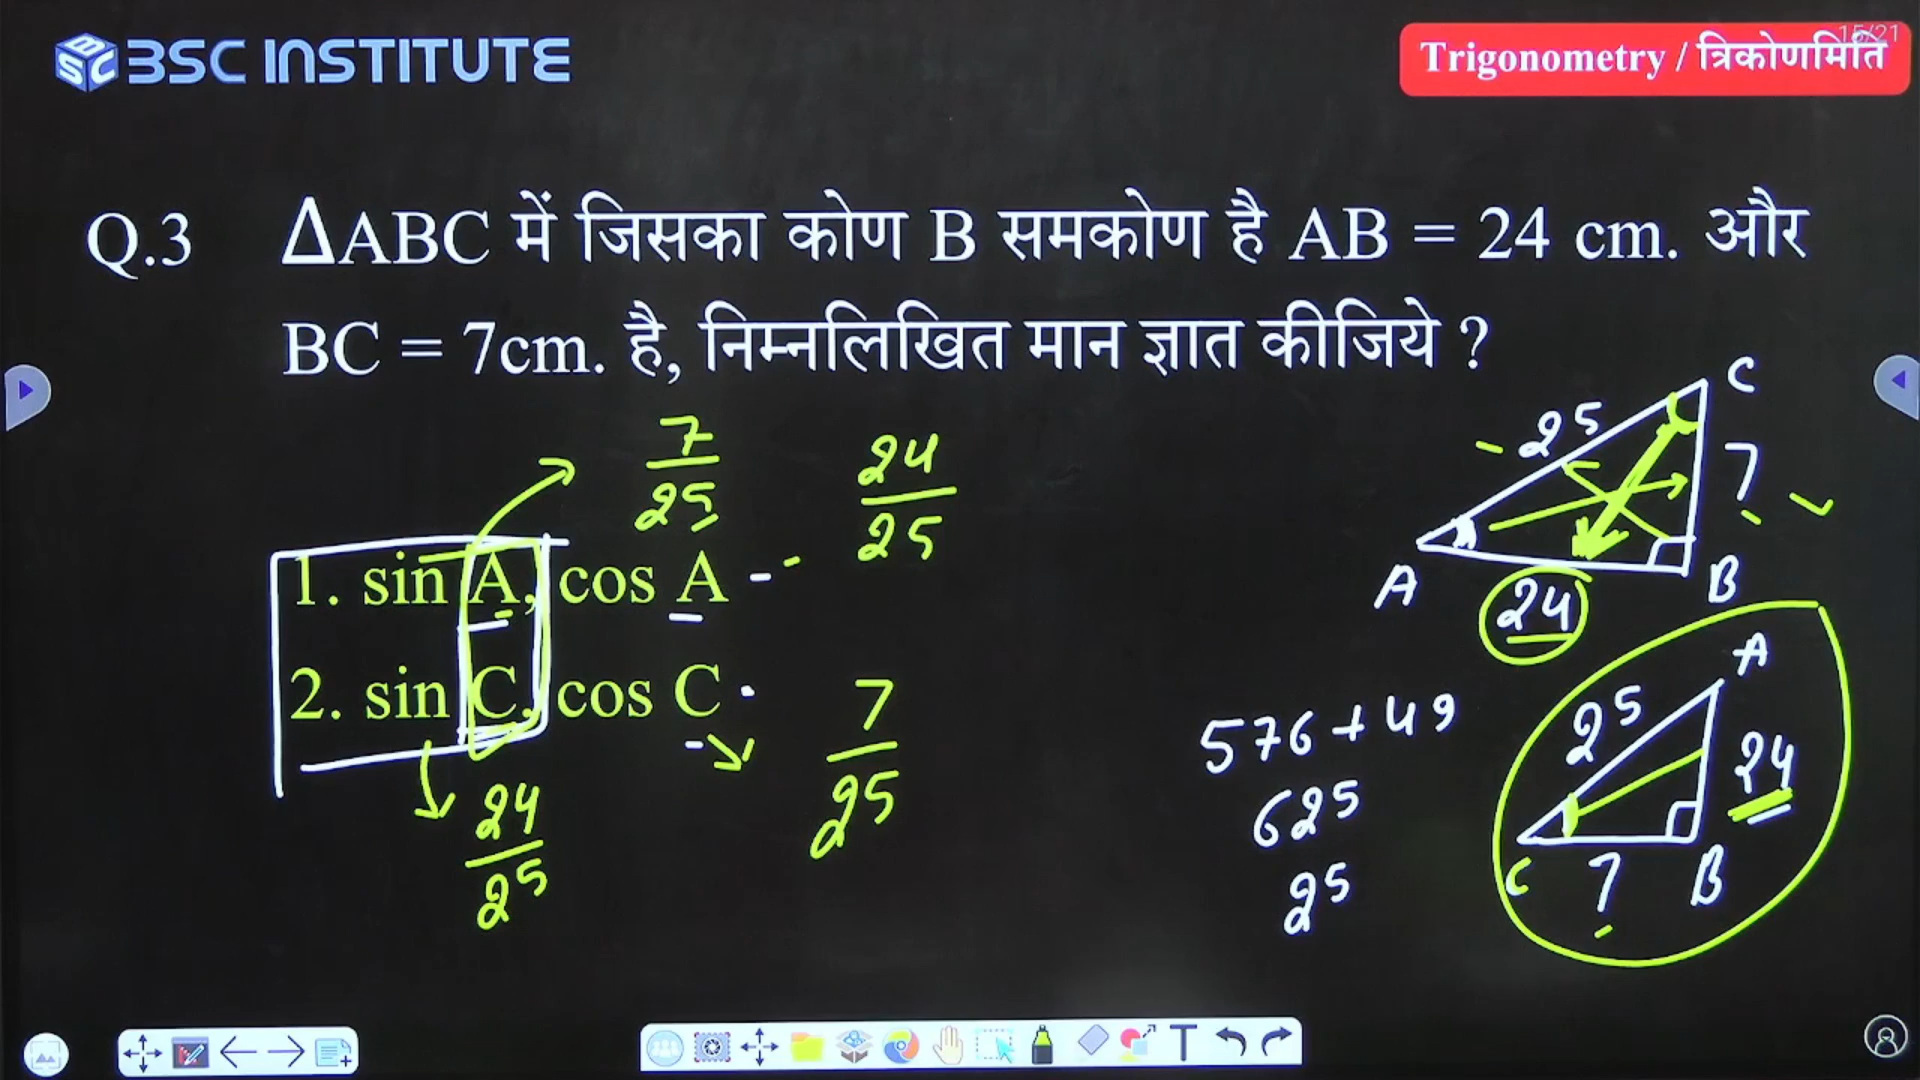 BSC INSTITUTE
15/21
Trigonometry / त्रिकोणमिति
Q.3 ΔABC में जिसका कोण B समकोण है AB = 24 cm. और
BC = 7cm. है, निम्नलिखित मान ज्ञात कीजिये ?
7/25
24/25
1. sin A, cos A
2. sin C, cos C
24/25
7/25
C
25
7
A
24
B
576+49
625
25
A
25
24
C
7
B